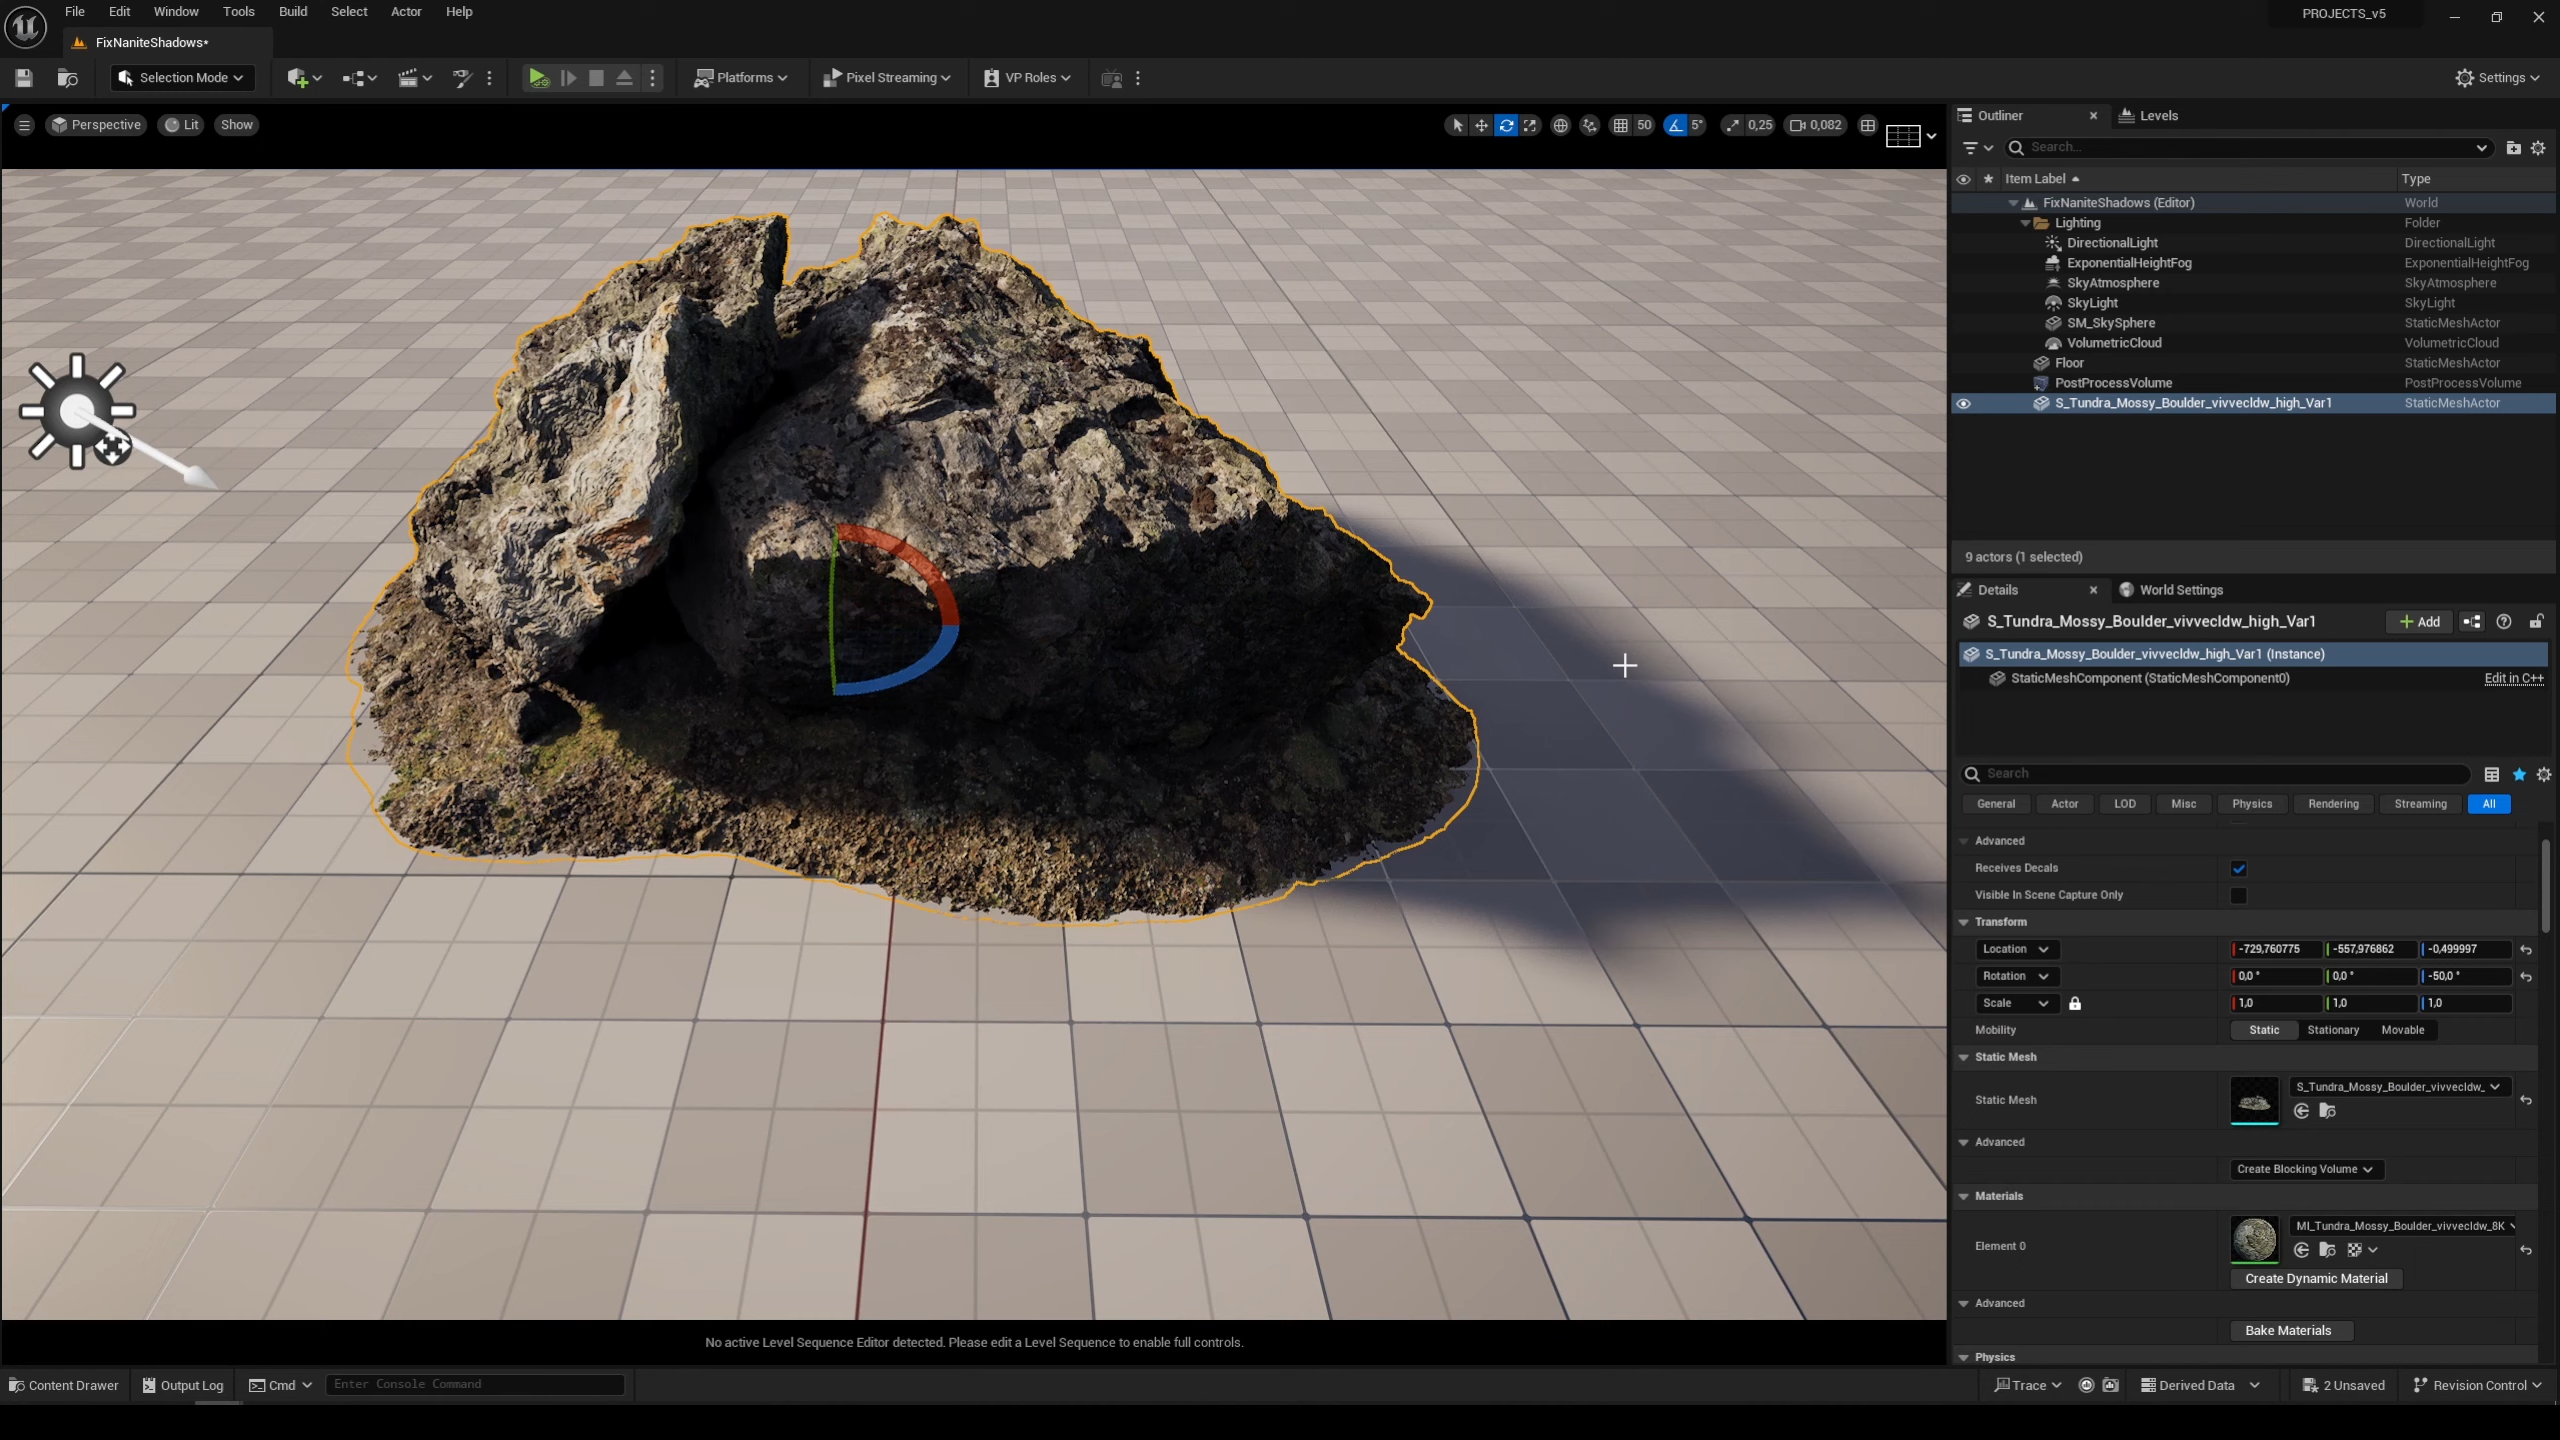 File Edit Window Tools Build Select Actor Help
PROJECTS_v5
FixNaniteShadows*
Selection Mode
Platforms
Pixel Streaming
VP Roles
Settings
Perspective
Lit
Show
50
5°
0,25
0,082
Outliner
Levels
Search...
Item Label
Type
FixNaniteShadows (Editor) World
Lighting Folder
DirectionalLight DirectionalLight
ExponentialHeightFog ExponentialHeightFog
SkyAtmosphere SkyAtmosphere
SkyLight SkyLight
SM_SkySphere StaticMeshActor
VolumetricCloud VolumetricCloud
Floor StaticMeshActor
PostProcessVolume PostProcessVolume
S_Tundra_Mossy_Boulder_vivvecldw_high_Var1 StaticMeshActor
9 actors (1 selected)
Details
World Settings
S_Tundra_Mossy_Boulder_vivvecldw_high_Var1
Add
S_Tundra_Mossy_Boulder_vivvecldw_high_Var1 (Instance)
StaticMeshComponent (StaticMeshComponent0) Edit in C++
Search
General Actor LOD Misc Physics Rendering Streaming All
Advanced
Receives Decals
Visible In Scene Capture Only
Transform
Location -729,760775 -557,976862 -0,499997
Rotation 0,0 ° 0,0 ° -50,0 °
Scale 1,0 1,0 1,0
Mobility Static Stationary Movable
Static Mesh
Static Mesh S_Tundra_Mossy_Boulder_vivvecldw_
Advanced
Create Blocking Volume
Materials
Element 0 MI_Tundra_Mossy_Boulder_vivvecldw_8K
Create Dynamic Material
Advanced
Bake Materials
Physics
No active Level Sequence Editor detected. Please edit a Level Sequence to enable full controls.
Content Drawer
Output Log
Cmd
Enter Console Command
Trace
Derived Data
2 Unsaved
Revision Control